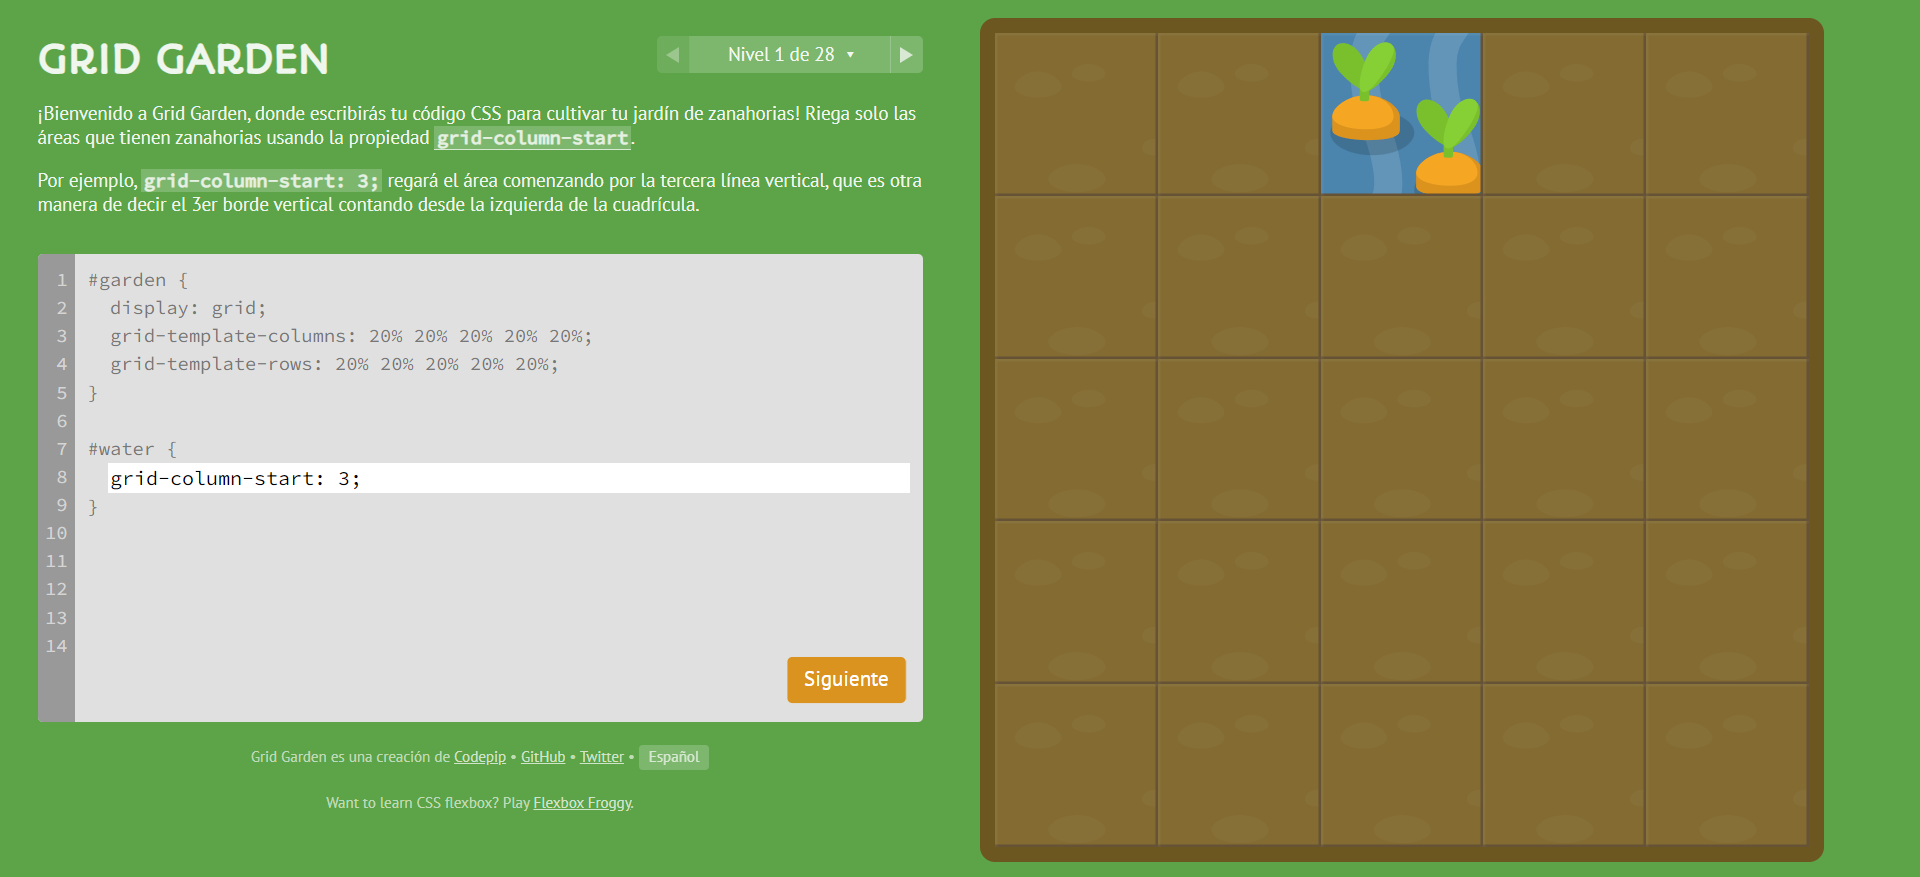 GRID GARDEN
◀ Nivel 1 de 28 ▼ ▶
¡Bienvenido a Grid Garden, donde escribirás tu código CSS para cultivar tu jardín de zanahorias! Riega solo las
áreas que tienen zanahorias usando la propiedad grid-column-start.
Por ejemplo, grid-column-start: 3; regará el área comenzando por la tercera línea vertical, que es otra
manera de decir el 3er borde vertical contando desde la izquierda de la cuadrícula.
1 #garden {
2 display: grid;
3 grid-template-columns: 20% 20% 20% 20% 20%;
4 grid-template-rows: 20% 20% 20% 20% 20%;
5 }
6
7 #water {
8 grid-column-start: 3;
9 }
10
11
12
13
14
Siguiente
Grid Garden es una creación de Codepip • GitHub • Twitter • Español
Want to learn CSS flexbox? Play Flexbox Froggy.